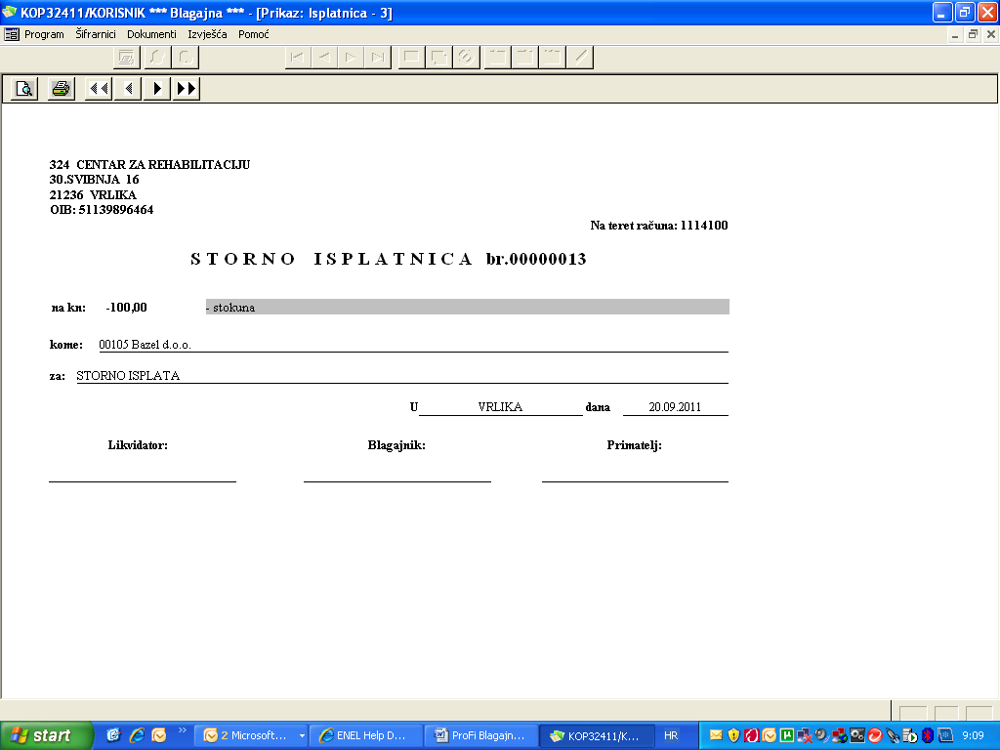 KOP32411/KORISNIK *** Blagajna *** - [Prikaz: Isplatnica - 3]
Program Šifrarnici Dokumenti Izvješća Pomoć
324 CENTAR ZA REHABILITACIJU
30.SVIBNJA 16
21236 VRLIKA
OIB: 51139896464
Na teret računa: 1114100
STORNO ISPLATNICA br.00000013
na kn: -100,00 - stokuna
kome: 00105 Bazel d.o.o.
za: STORNO ISPLATA
U VRLIKA dana 20.09.2011
Likvidator: Blagajnik: Primatelj:
start 2 Microsoft... ENEL Help D... ProFi Blagajn... KOP32411/K... HR 9:09